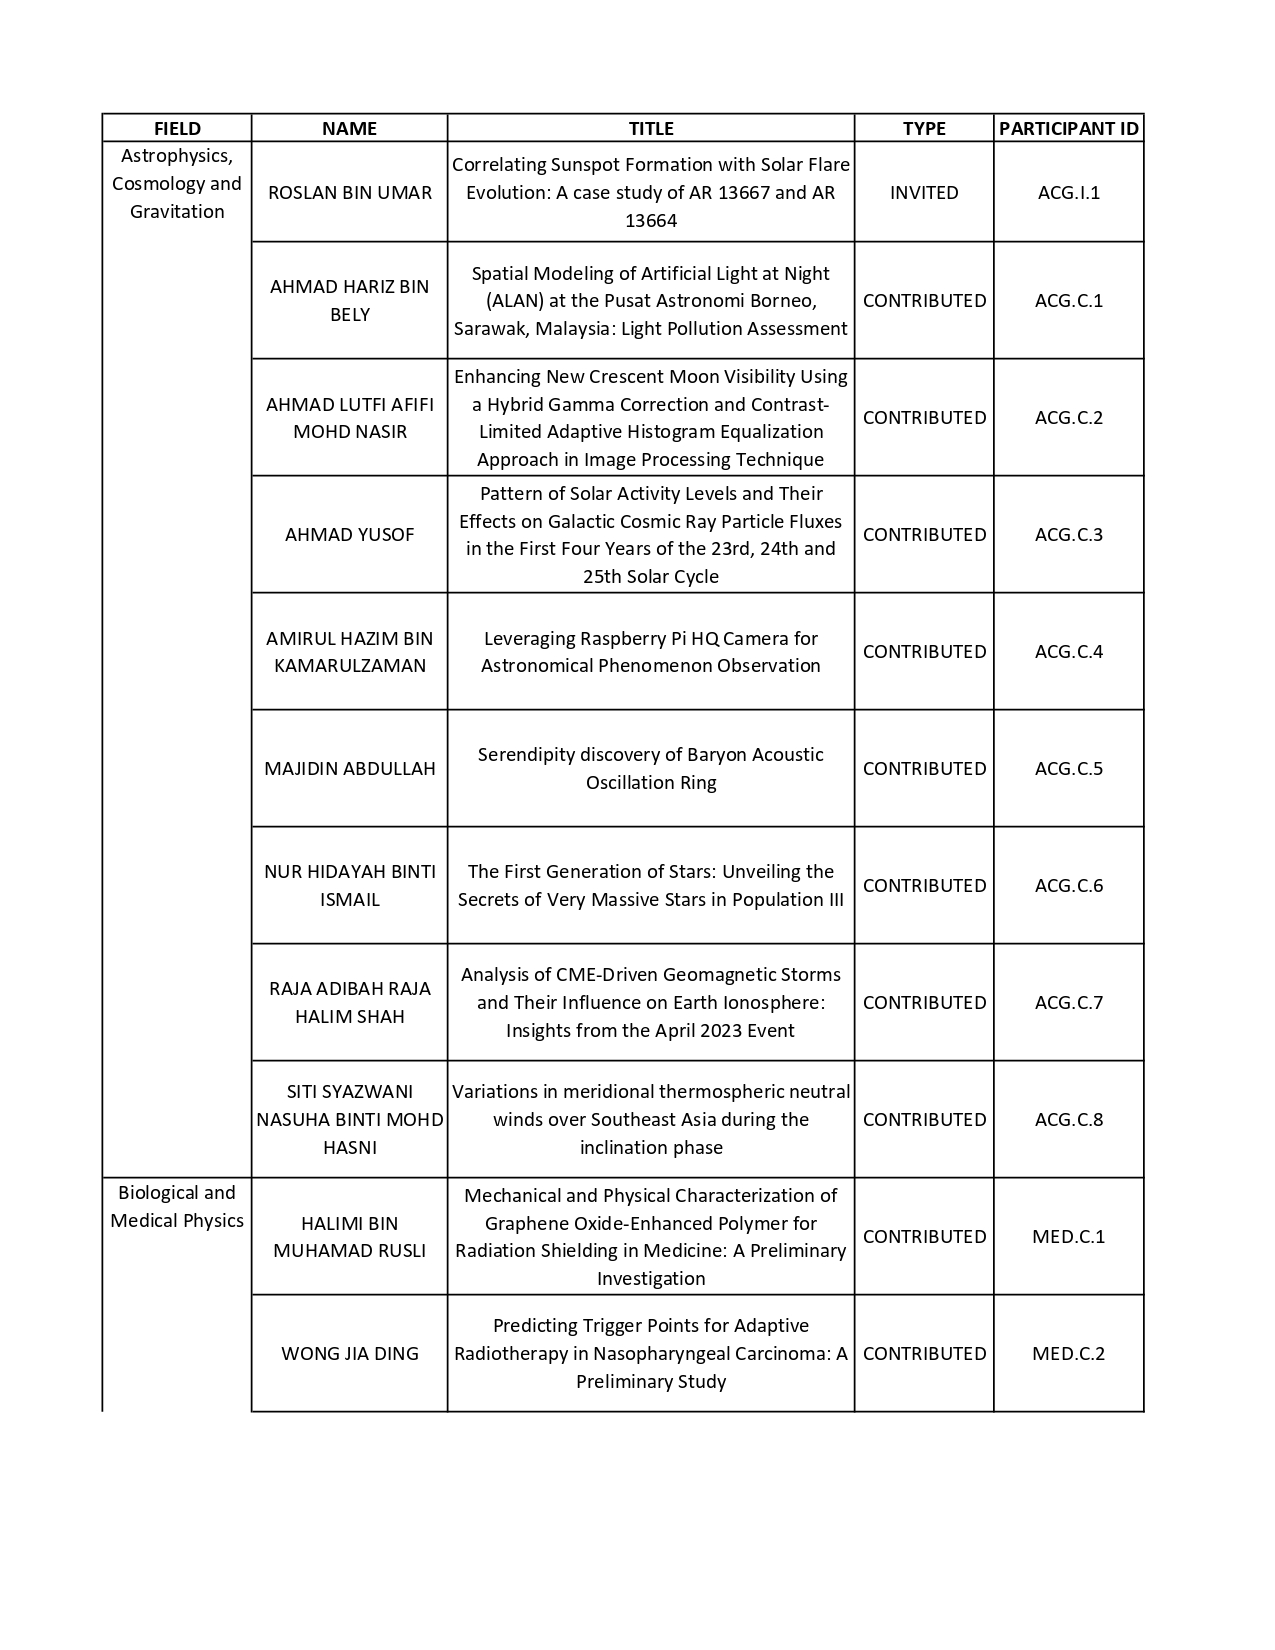 FIELD NAME TITLE TYPE PARTICIPANT ID
Astrophysics,
Cosmology and
Gravitation
ROSLAN BIN UMAR
Correlating Sunspot Formation with Solar Flare
Evolution: A case study of AR 13667 and AR
13664
INVITED
ACG.I.1
AHMAD HARIZ BIN
BELY
Spatial Modeling of Artificial Light at Night
(ALAN) at the Pusat Astronomi Borneo,
Sarawak, Malaysia: Light Pollution Assessment
CONTRIBUTED
ACG.C.1
AHMAD LUTFI AFIFI
MOHD NASIR
Enhancing New Crescent Moon Visibility Using
a Hybrid Gamma Correction and Contrast-
Limited Adaptive Histogram Equalization
Approach in Image Processing Technique
CONTRIBUTED
ACG.C.2
AHMAD YUSOF
Pattern of Solar Activity Levels and Their
Effects on Galactic Cosmic Ray Particle Fluxes
in the First Four Years of the 23rd, 24th and
25th Solar Cycle
CONTRIBUTED
ACG.C.3
AMIRUL HAZIM BIN
KAMARULZAMAN
Leveraging Raspberry Pi HQ Camera for
Astronomical Phenomenon Observation
CONTRIBUTED
ACG.C.4
MAJIDIN ABDULLAH
Serendipity discovery of Baryon Acoustic
Oscillation Ring
CONTRIBUTED
ACG.C.5
NUR HIDAYAH BINTI
ISMAIL
The First Generation of Stars: Unveiling the
Secrets of Very Massive Stars in Population III
CONTRIBUTED
ACG.C.6
RAJA ADIBAH RAJA
HALIM SHAH
Analysis of CME-Driven Geomagnetic Storms
and Their Influence on Earth Ionosphere:
Insights from the April 2023 Event
CONTRIBUTED
ACG.C.7
SITI SYAZWANI
NASUHA BINTI MOHD
HASNI
Variations in meridional thermospheric neutral
winds over Southeast Asia during the
inclination phase
CONTRIBUTED
ACG.C.8
Biological and
Medical Physics
HALIMI BIN
MUHAMAD RUSLI
Mechanical and Physical Characterization of
Graphene Oxide-Enhanced Polymer for
Radiation Shielding in Medicine: A Preliminary
Investigation
CONTRIBUTED
MED.C.1
WONG JIA DING
Predicting Trigger Points for Adaptive
Radiotherapy in Nasopharyngeal Carcinoma: A
Preliminary Study
CONTRIBUTED
MED.C.2